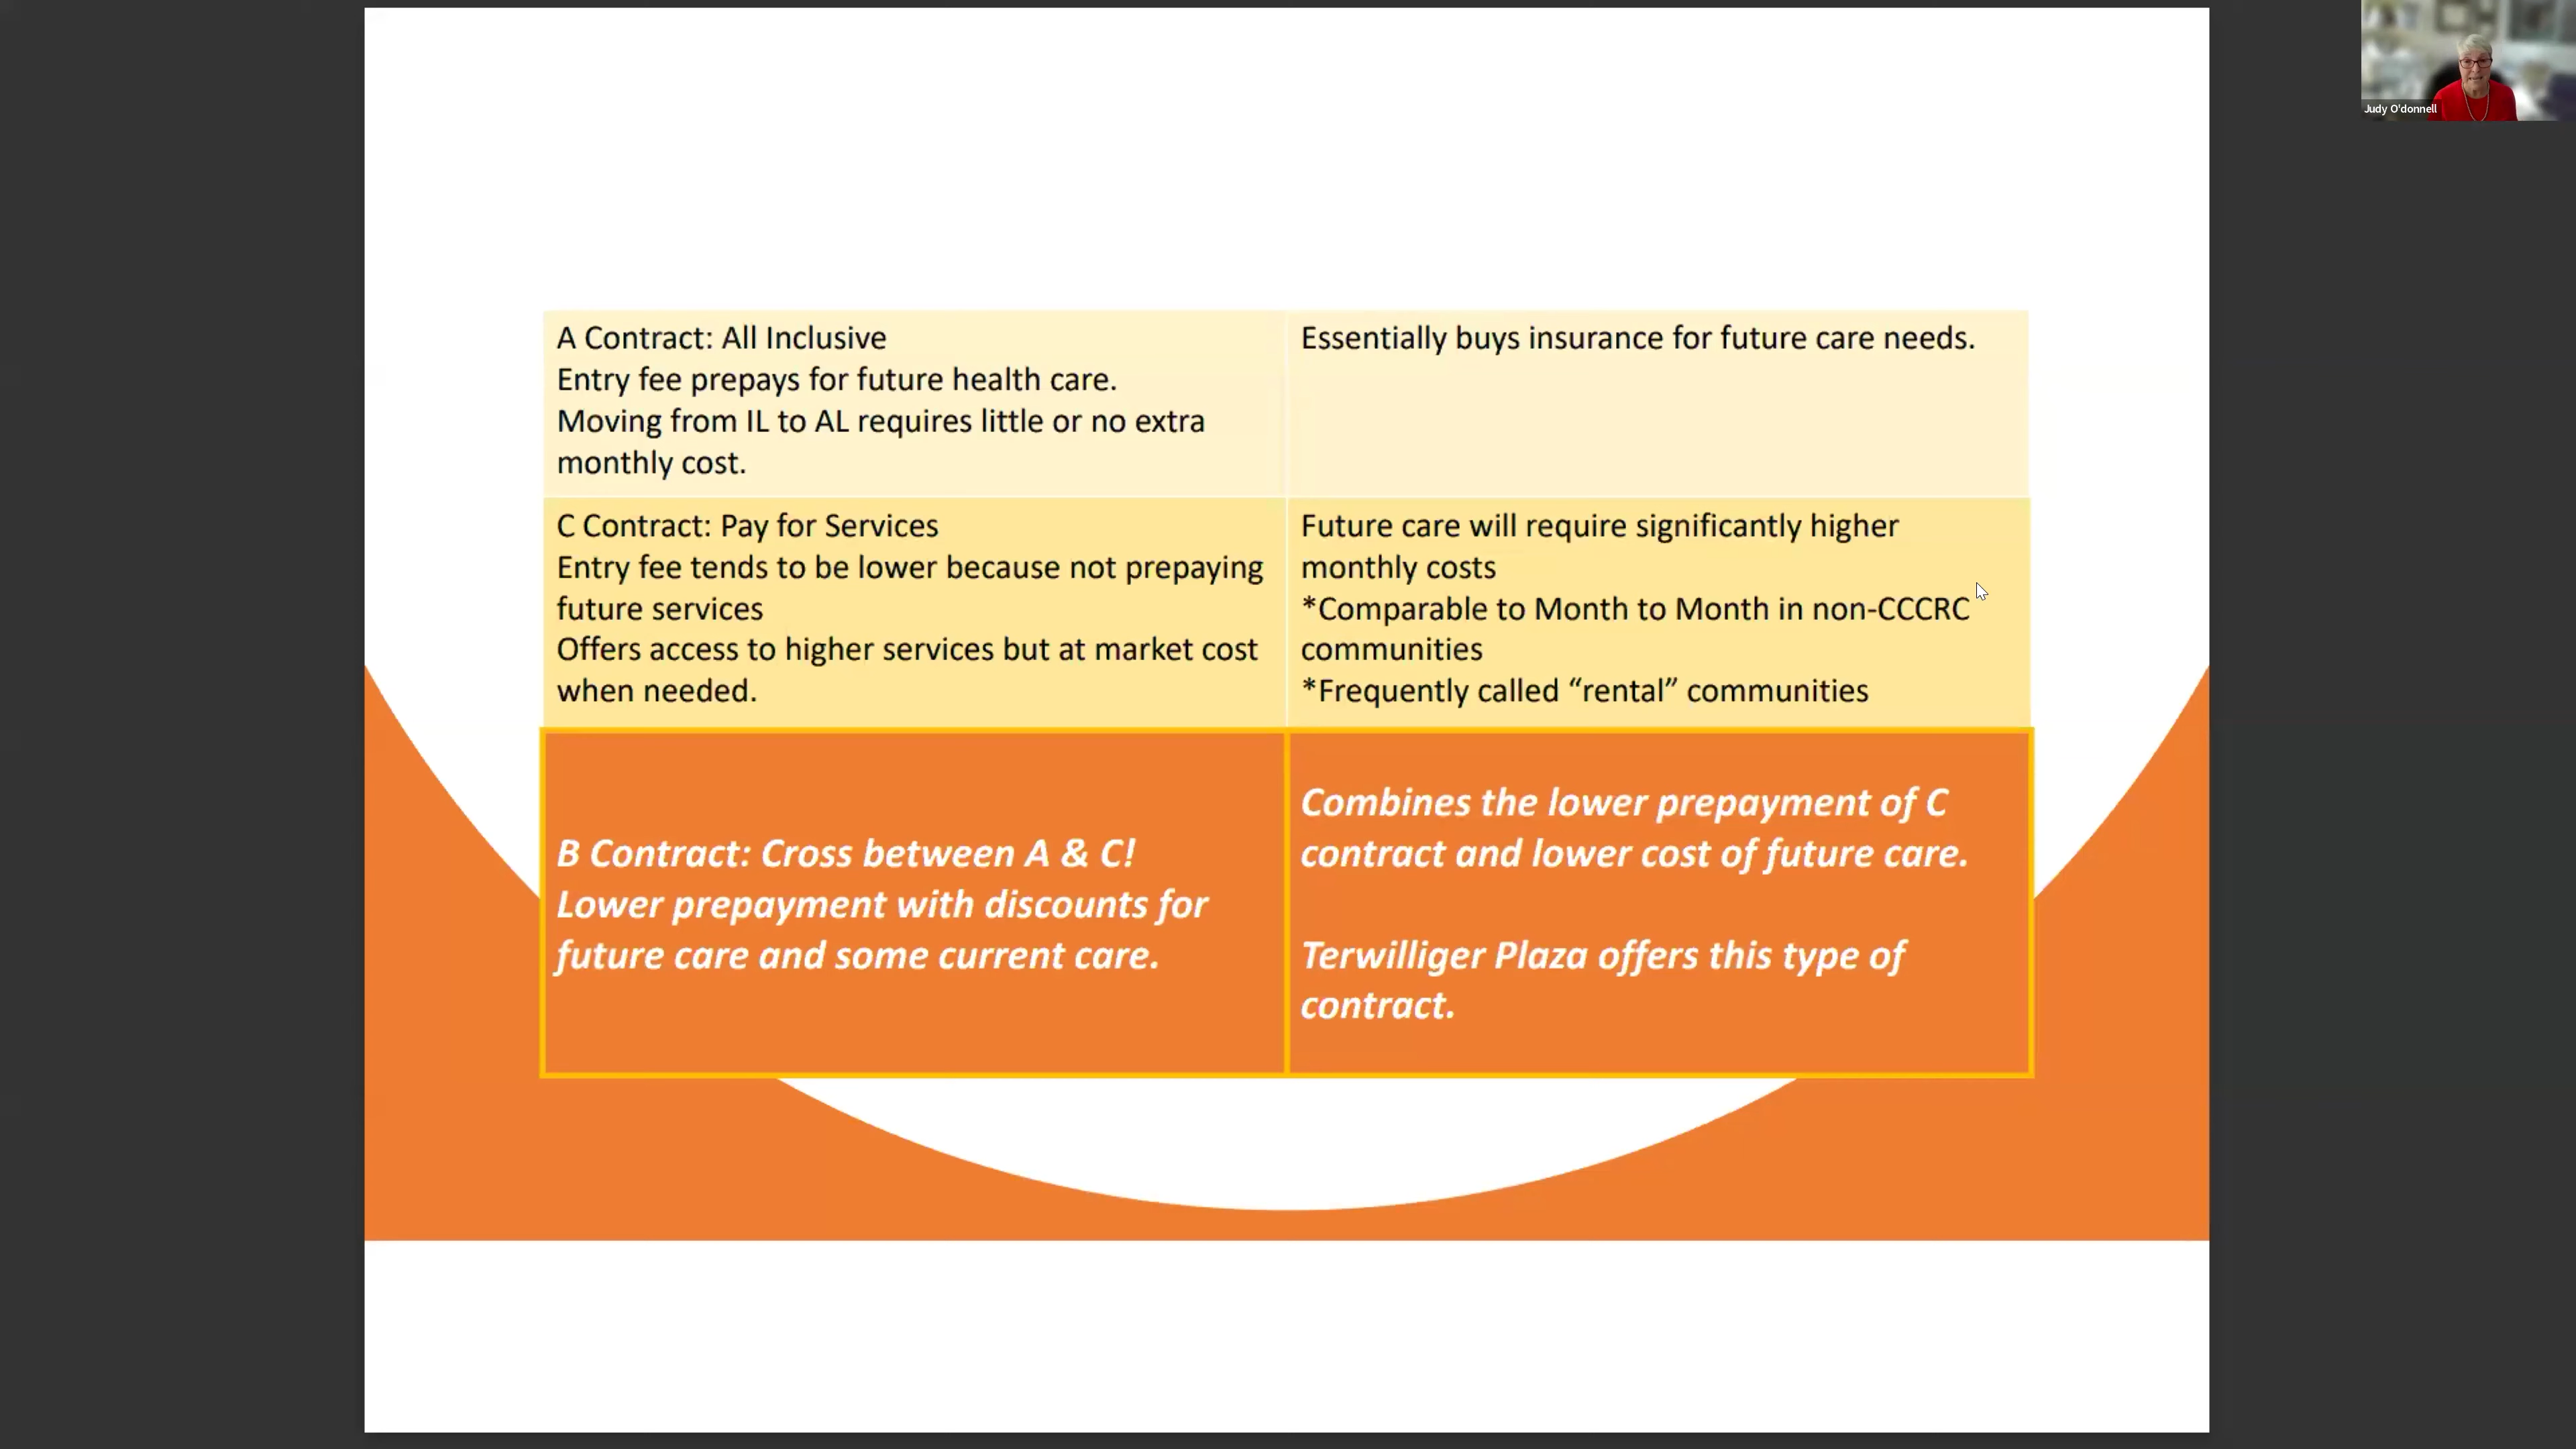 Judy O'donnell
A Contract: All Inclusive
Entry fee prepays for future health care.
Moving from IL to AL requires little or no extra
monthly cost.
Essentially buys insurance for future care needs.
C Contract: Pay for Services
Entry fee tends to be lower because not prepaying
future services
Offers access to higher services but at market cost
when needed.
Future care will require significantly higher
monthly costs
*Comparable to Month to Month in non-CCCRC
communities
*Frequently called “rental” communities
B Contract: Cross between A & C!
Lower prepayment with discounts for
future care and some current care.
Combines the lower prepayment of C
contract and lower cost of future care.
Terwilliger Plaza offers this type of
contract.